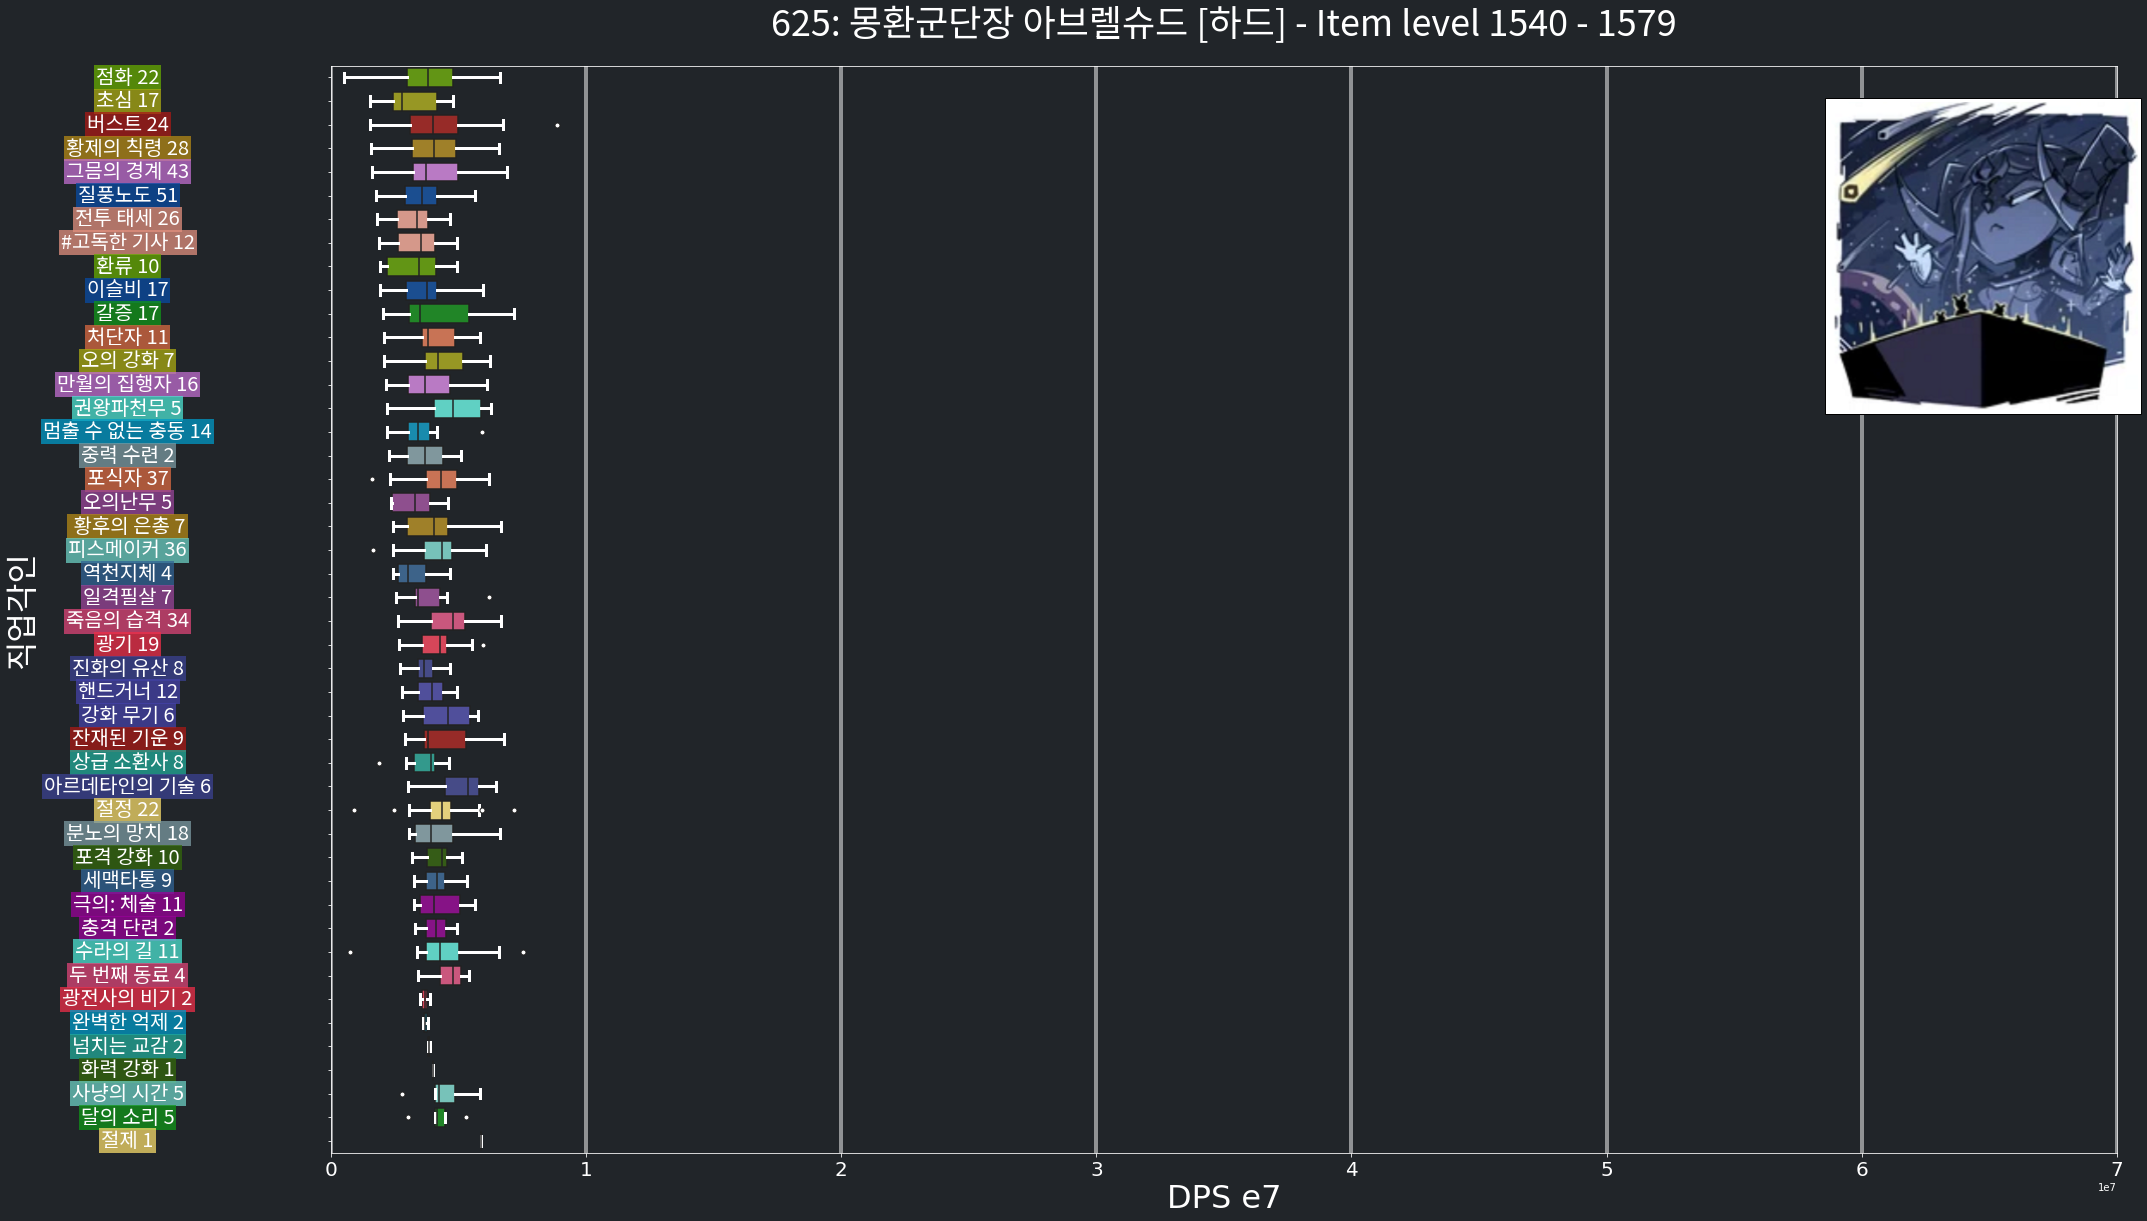 625: 몽환군단장 아브렐슈드 [하드] - Item level 1540 - 1579
점화 22
초심 17
버스트 24
황제의 칙령 28
그믐의 경계 43
질풍노도 51
전투 태세 26
#고독한 기사 12
환류 10
이슬비 17
갈증 17
처단자 11
오의 강화 7
만월의 집행자 16
권왕파천무 5
멈출 수 없는 충동 14
중력 수련 2
포식자 37
오의난무 5
황후의 은총 7
피스메이커 36
역천지체 4
일격필살 7
죽음의 습격 34
광기 19
진화의 유산 8
핸드거너 12
강화 무기 6
잔재된 기운 9
상급 소환사 8
아르데타인의 기술 6
절정 22
분노의 망치 18
포격 강화 10
세맥타통 9
극의: 체술 11
충격 단련 2
수라의 길 11
두 번째 동료 4
광전사의 비기 2
완벽한 억제 2
넘치는 교감 2
화력 강화 1
사냥의 시간 5
달의 소리 5
절제 1
직업각인
0 1 2 3 4 5 6 7
1e7
DPS e7